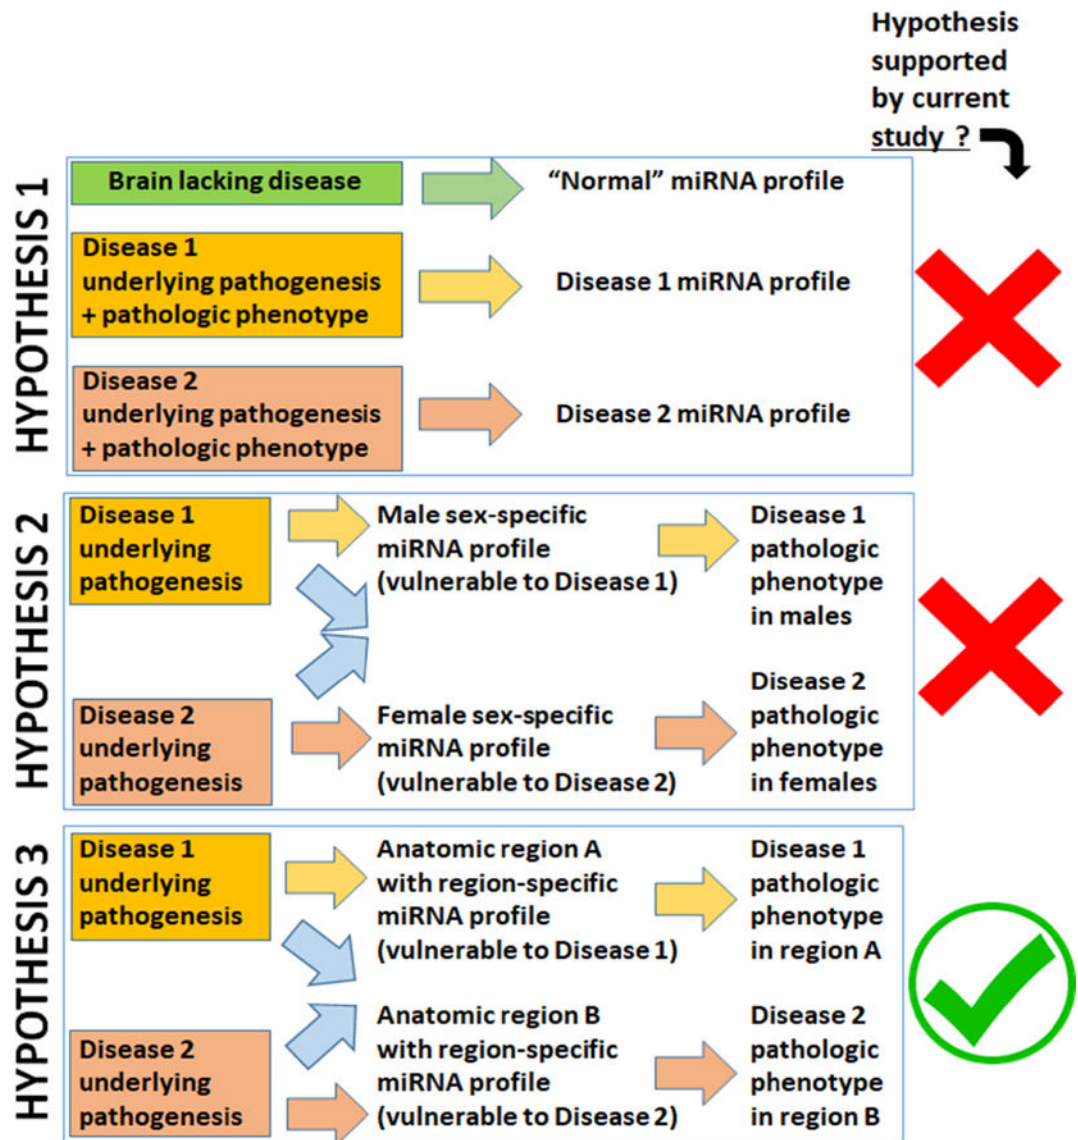 Hypothesis
supported
by current
study ?
HYPOTHESIS 1
Brain lacking disease
“Normal” miRNA profile
Disease 1
underlying pathogenesis
+ pathologic phenotype
Disease 1 miRNA profile
Disease 2
underlying pathogenesis
+ pathologic phenotype
Disease 2 miRNA profile
HYPOTHESIS 2
Disease 1
underlying
pathogenesis
Male sex-specific
miRNA profile
(vulnerable to Disease 1)
Disease 1
pathologic
phenotype
in males
Disease 2
underlying
pathogenesis
Female sex-specific
miRNA profile
(vulnerable to Disease 2)
Disease 2
pathologic
phenotype
in females
HYPOTHESIS 3
Disease 1
underlying
pathogenesis
Anatomic region A
with region-specific
miRNA profile
(vulnerable to Disease 1)
Disease 1
pathologic
phenotype
in region A
Disease 2
underlying
pathogenesis
Anatomic region B
with region-specific
miRNA profile
(vulnerable to Disease 2)
Disease 2
pathologic
phenotype
in region B